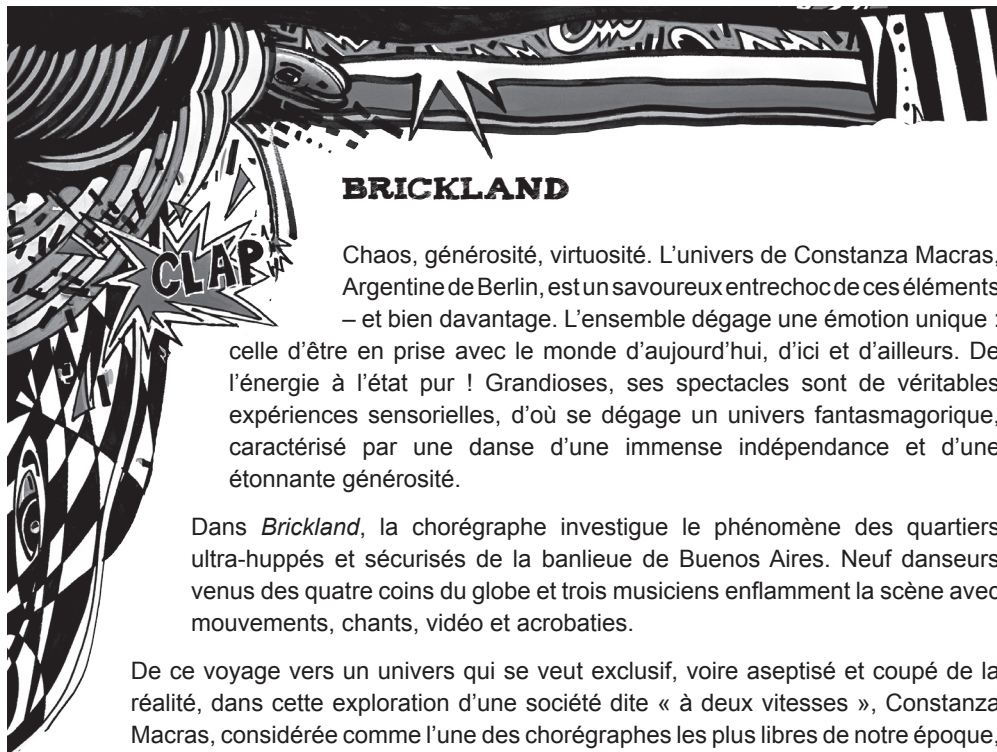 BRICKLAND
CLAP
Chaos, générosité, virtuosité. L’univers de Constanza Macras,
Argentine de Berlin, est un savoureux entrechoc de ces éléments
– et bien davantage. L’ensemble dégage une émotion unique :
celle d’être en prise avec le monde d’aujourd’hui, d’ici et d’ailleurs. De
l’énergie à l’état pur ! Grandioses, ses spectacles sont de véritables
expériences sensorielles, d’où se dégage un univers fantasmagorique,
caractérisé par une danse d’une immense indépendance et d’une
étonnante générosité.
Dans Brickland, la chorégraphe investigue le phénomène des quartiers
ultra-huppés et sécurisés de la banlieue de Buenos Aires. Neuf danseurs
venus des quatre coins du globe et trois musiciens enflamment la scène avec
mouvements, chants, vidéo et acrobaties.
De ce voyage vers un univers qui se veut exclusif, voire aseptisé et coupé de la
réalité, dans cette exploration d’une société dite « à deux vitesses », Constanza
Macras, considérée comme l’une des chorégraphes les plus libres de notre époque,